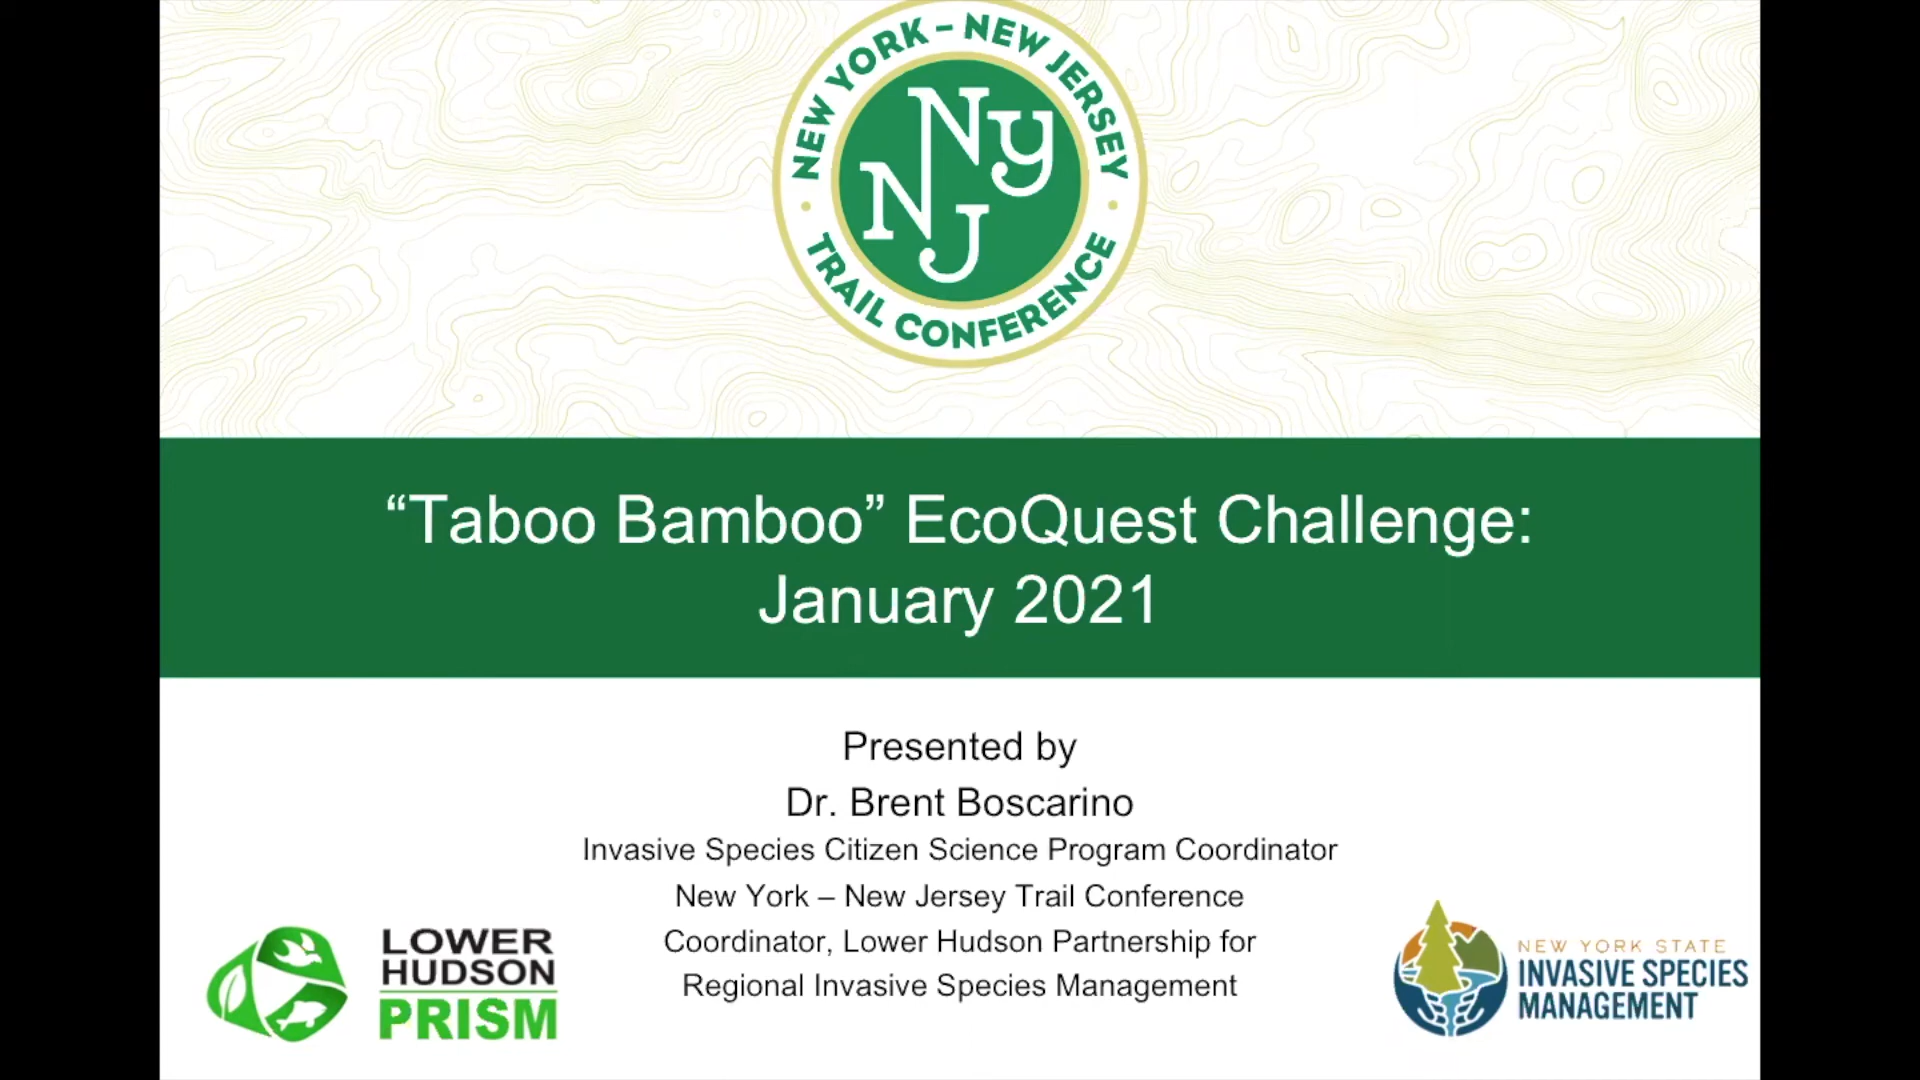 NEW YORK – NEW JERSEY
NY
NJ
TRAIL CONFERENCE
“Taboo Bamboo” EcoQuest Challenge:
January 2021
Presented by
Dr. Brent Boscarino
Invasive Species Citizen Science Program Coordinator
New York – New Jersey Trail Conference
Coordinator, Lower Hudson Partnership for
Regional Invasive Species Management
LOWER
HUDSON
PRISM
NEW YORK STATE
INVASIVE SPECIES
MANAGEMENT